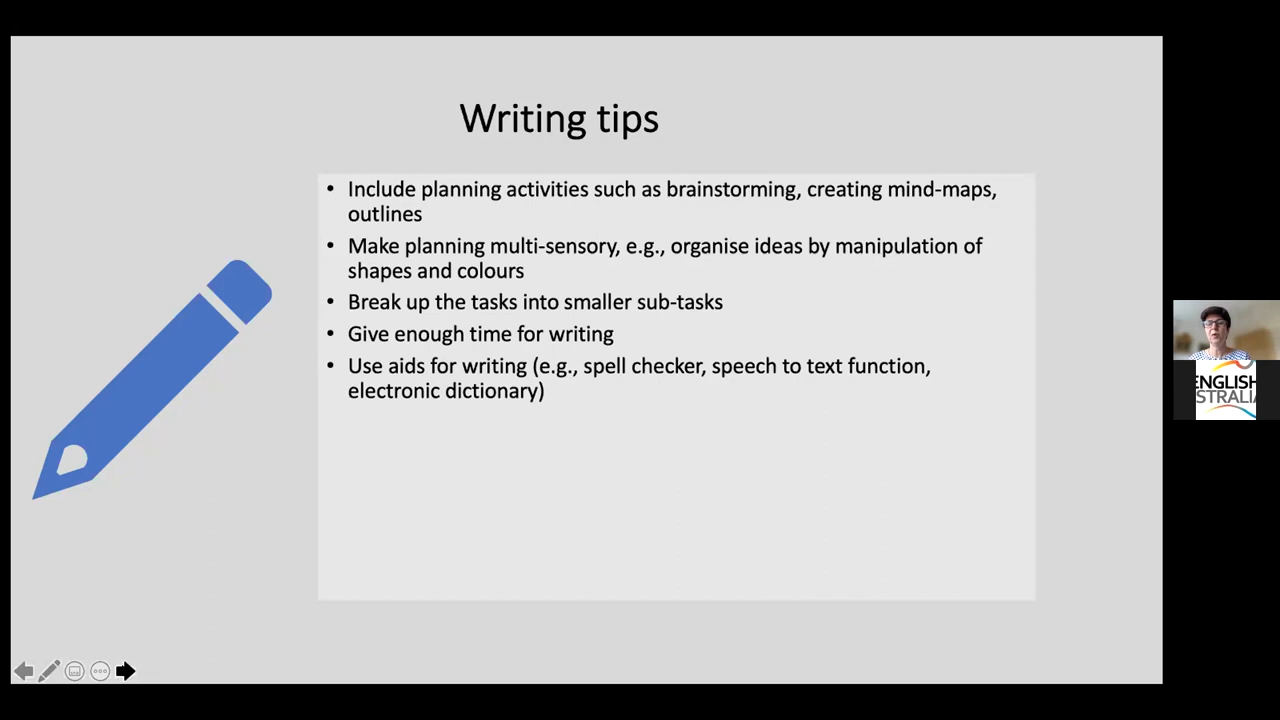 Writing tips
• Include planning activities such as brainstorming, creating mind-maps,
outlines
• Make planning multi-sensory, e.g., organise ideas by manipulation of
shapes and colours
• Break up the tasks into smaller sub-tasks
• Give enough time for writing
• Use aids for writing (e.g., spell checker, speech to text function,
electronic dictionary)
ENGLISH
STRALIA